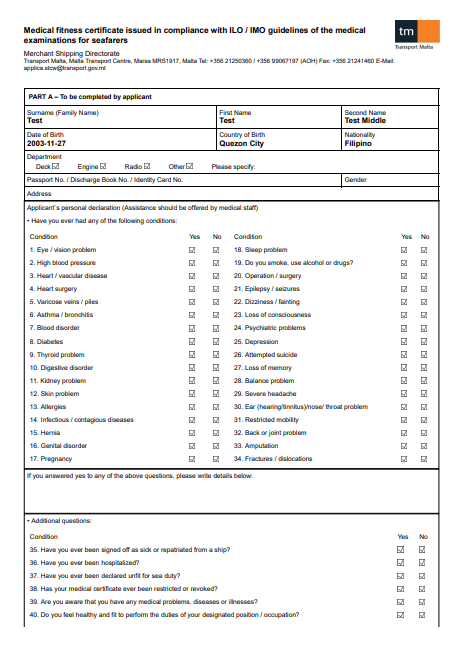 Medical fitness certificate issued in compliance with ILO / IMO guidelines of the medical
examinations for seafarers
tm
Transport Malta
Merchant Shipping Directorate
Transport Malta, Malta Transport Centre, Marsa MRS1917, Malta Tel: +356 21250360 / +356 99067197 (AOH) Fax: +356 21241460 E-Mail:
applica.stcw@transport.gov.mt
PART A – To be completed by applicant
Surname (Family Name) First Name Second Name
Test Test Test Middle
Date of Birth Country of Birth Nationality
2003-11-27 Quezon City Filipino
Department
Deck ☑ Engine ☑ Radio ☑ Other ☑ Please specify:
Passport No. / Discharge Book No. / Identity Card No. Gender
Address
Applicant's personal declaration (Assistance should be offered by medical staff)
• Have you ever had any of the following conditions:
Condition Yes No Condition Yes No
1. Eye / vision problem ☑ ☑ 18. Sleep problem ☑ ☑
2. High blood pressure ☑ ☑ 19. Do you smoke, use alcohol or drugs? ☑ ☑
3. Heart / vascular disease ☑ ☑ 20. Operation / surgery ☑ ☑
4. Heart surgery ☑ ☑ 21. Epilepsy / seizures ☑ ☑
5. Varicose veins / piles ☑ ☑ 22. Dizziness / fainting ☑ ☑
6. Asthma / bronchitis ☑ ☑ 23. Loss of consciousness ☑ ☑
7. Blood disorder ☑ ☑ 24. Psychiatric problems ☑ ☑
8. Diabetes ☑ ☑ 25. Depression ☑ ☑
9. Thyroid problem ☑ ☑ 26. Attempted suicide ☑ ☑
10. Digestive disorder ☑ ☑ 27. Loss of memory ☑ ☑
11. Kidney problem ☑ ☑ 28. Balance problem ☑ ☑
12. Skin problem ☑ ☑ 29. Severe headache ☑ ☑
13. Allergies ☑ ☑ 30. Ear (hearing/tinnitus)/nose/ throat problem ☑ ☑
14. Infectious / contagious diseases ☑ ☑ 31. Restricted mobility ☑ ☑
15. Hernia ☑ ☑ 32. Back or joint problem ☑ ☑
16. Genital disorder ☑ ☑ 33. Amputation ☑ ☑
17. Pregnancy ☑ ☑ 34. Fractures / dislocations ☑ ☑
If you answered yes to any of the above questions, please write details below:
• Additional questions:
Condition Yes No
35. Have you ever been signed off as sick or repatriated from a ship? ☑ ☑
36. Have you ever been hospitalized? ☑ ☑
37. Have you ever been declared unfit for sea duty? ☑ ☑
38. Has your medical certificate ever been restricted or revoked? ☑ ☑
39. Are you aware that you have any medical problems, diseases or illnesses? ☑ ☑
40. Do you feel healthy and fit to perform the duties of your designated position / occupation? ☑ ☑